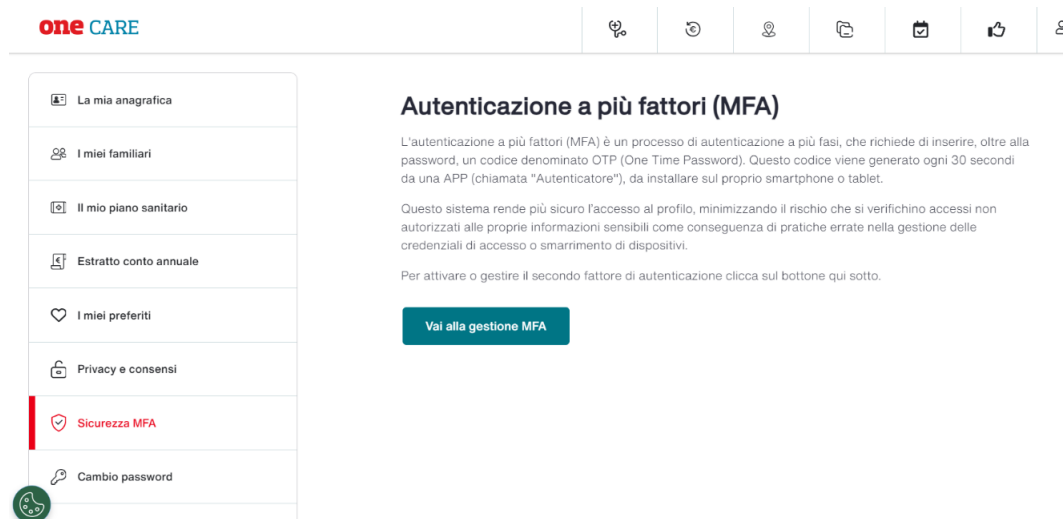 one CARE
La mia anagrafica
I miei familiari
Il mio piano sanitario
Estratto conto annuale
I miei preferiti
Privacy e consensi
Sicurezza MFA
Cambio password
Autenticazione a più fattori (MFA)
L'autenticazione a più fattori (MFA) è un processo di autenticazione a più fasi, che richiede di inserire, oltre alla
password, un codice denominato OTP (One Time Password). Questo codice viene generato ogni 30 secondi
da una APP (chiamata "Autenticatore"), da installare sul proprio smartphone o tablet.
Questo sistema rende più sicuro l'accesso al profilo, minimizzando il rischio che si verifichino accessi non
autorizzati alle proprie informazioni sensibili come conseguenza di pratiche errate nella gestione delle
credenziali di accesso o smarrimento di dispositivi.
Per attivare o gestire il secondo fattore di autenticazione clicca sul bottone qui sotto.
Vai alla gestione MFA